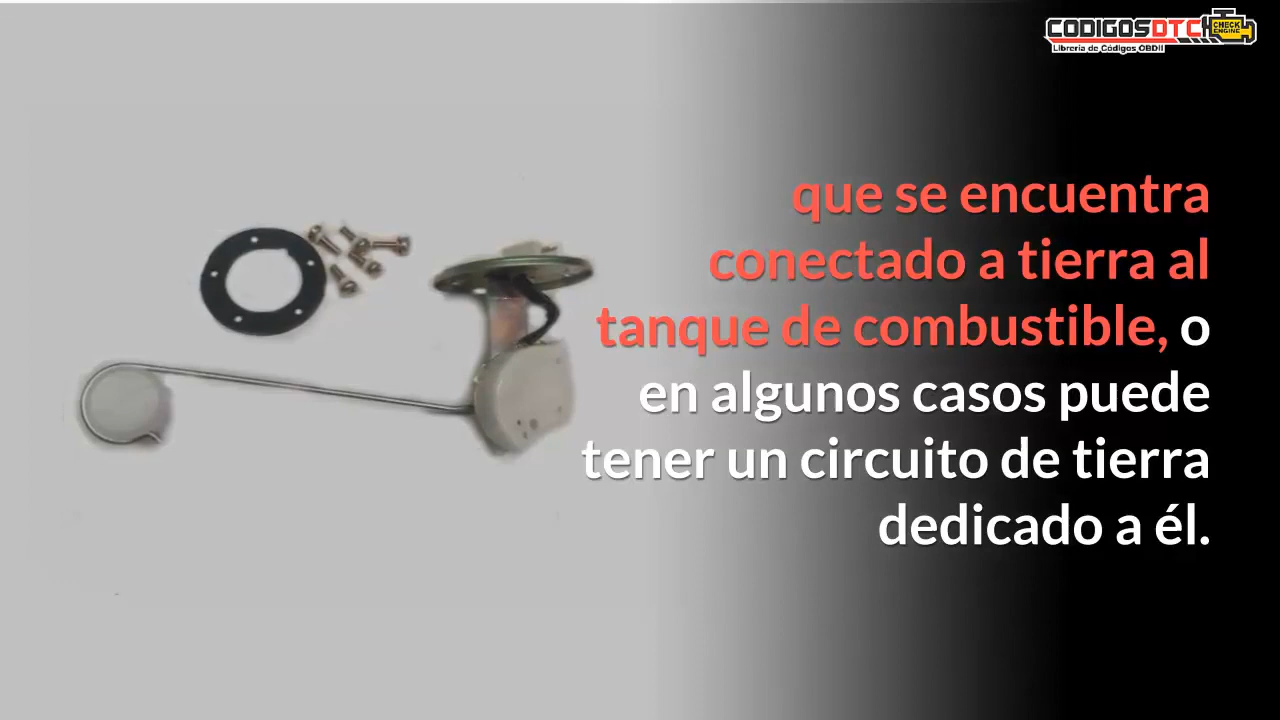 CODIGOSDTC
CHECK
ENGINE
Libreria de Códigos OBDII
que se encuentra
conectado a tierra al
tanque de combustible, o
en algunos casos puede
tener un circuito de tierra
dedicado a él.